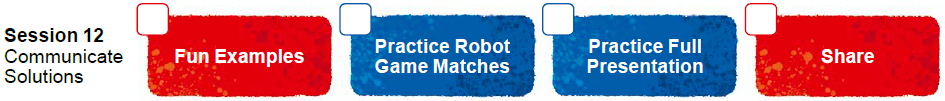 Session 12
Communicate
Solutions
Fun Examples
Practice Robot
Game Matches
Practice Full
Presentation
Share